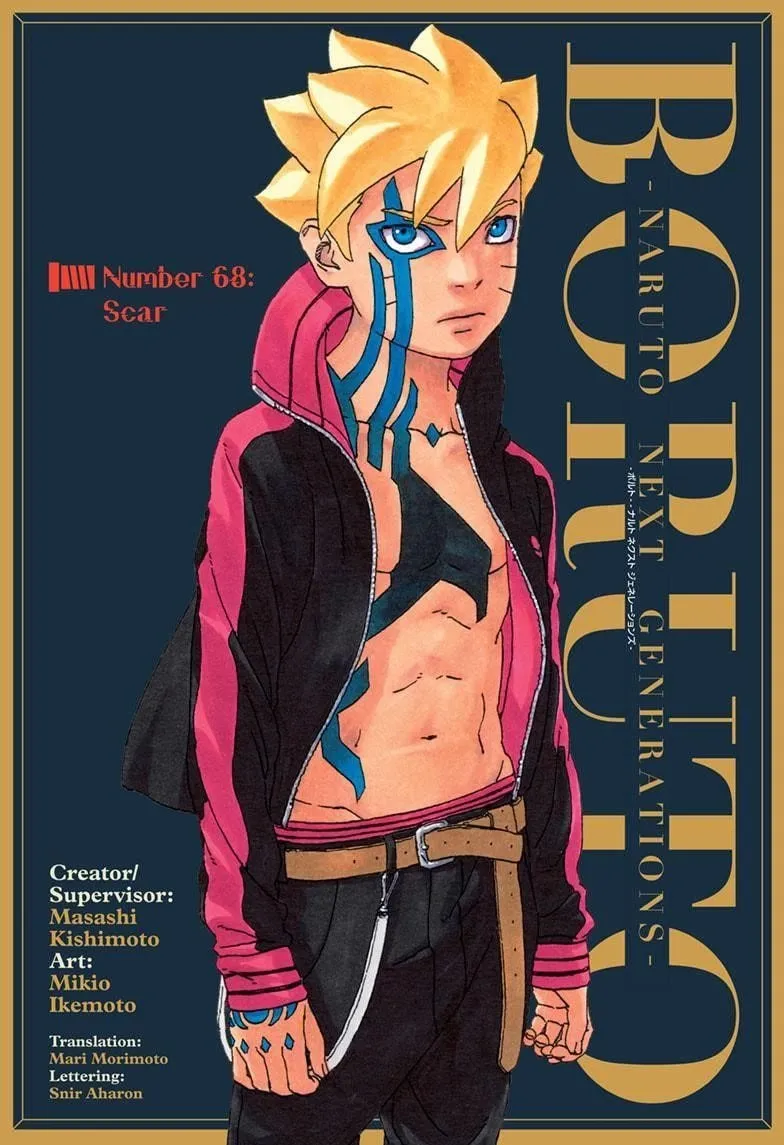 BORUTO
-NARUTO NEXT GENERATIONS-
-ボルト- -ナルト ネクスト ジェネレーションズ-
Number 68:
Scar
Creator/
Supervisor:
Masashi
Kishimoto
Art:
Mikio
Ikemoto
Translation:
Mari Morimoto
Lettering:
Snir Aharon